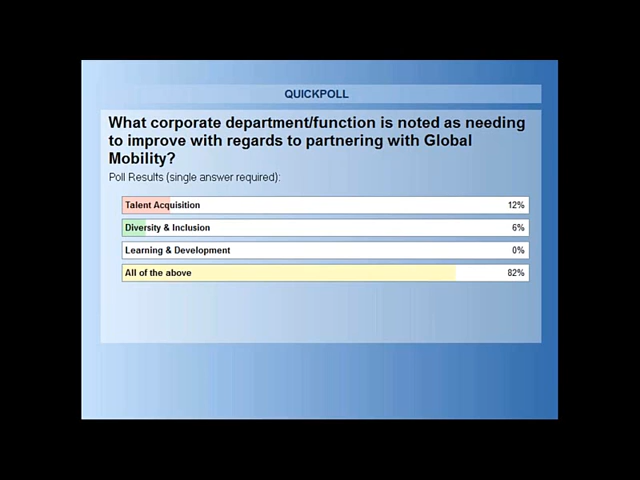 QUICKPOLL
What corporate department/function is noted as needing
to improve with regards to partnering with Global
Mobility?
Poll Results (single answer required):
Talent Acquisition 12%
Diversity & Inclusion 6%
Learning & Development 0%
All of the above 82%